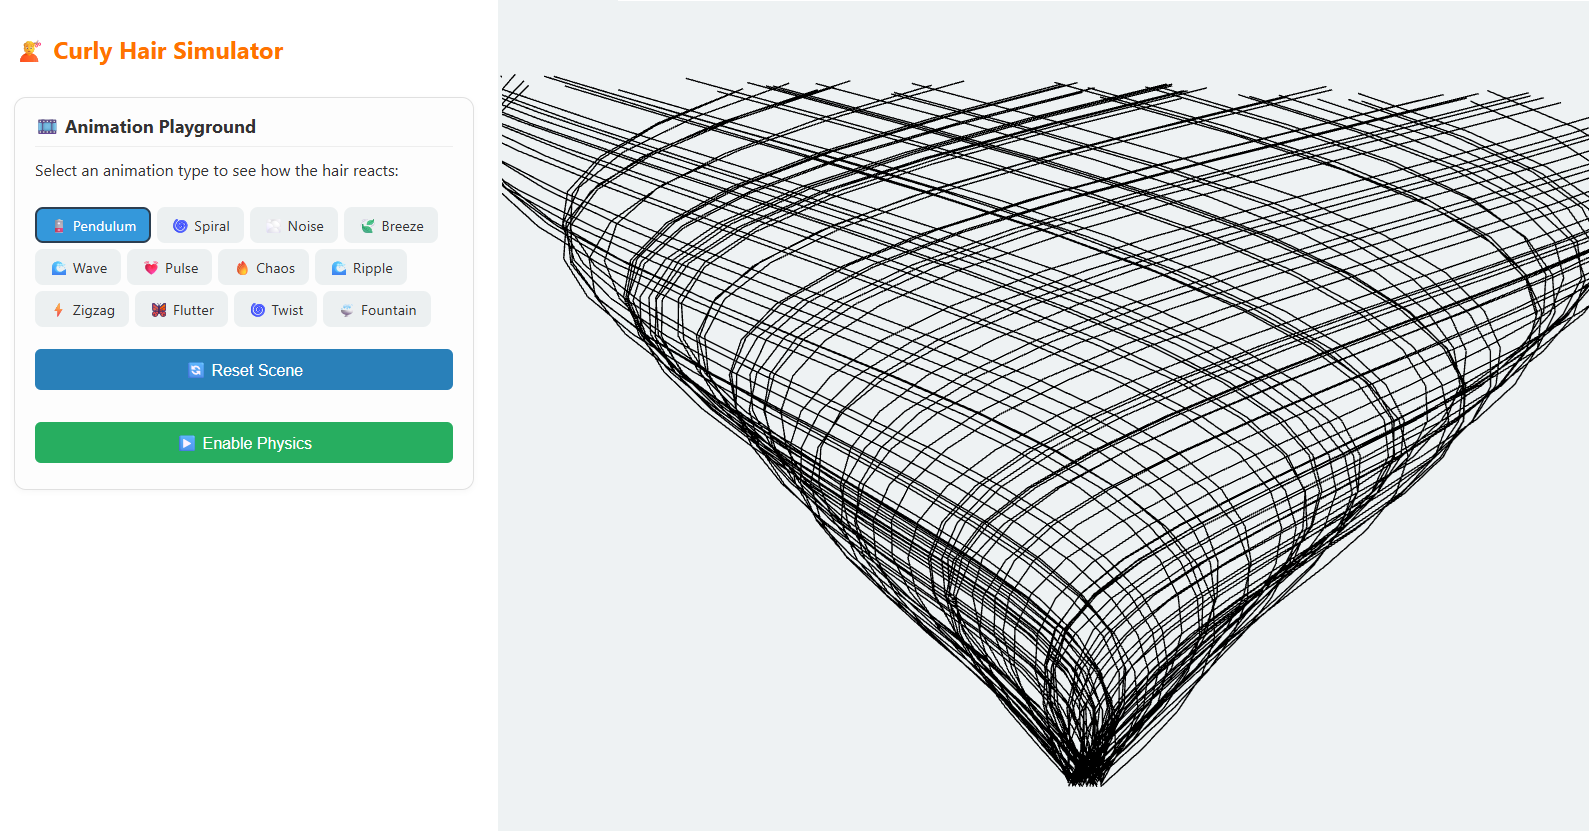 Curly Hair Simulator
Animation Playground
Select an animation type to see how the hair reacts:
Pendulum Spiral Noise Breeze
Wave Pulse Chaos Ripple
Zigzag Flutter Twist Fountain
Reset Scene
Enable Physics